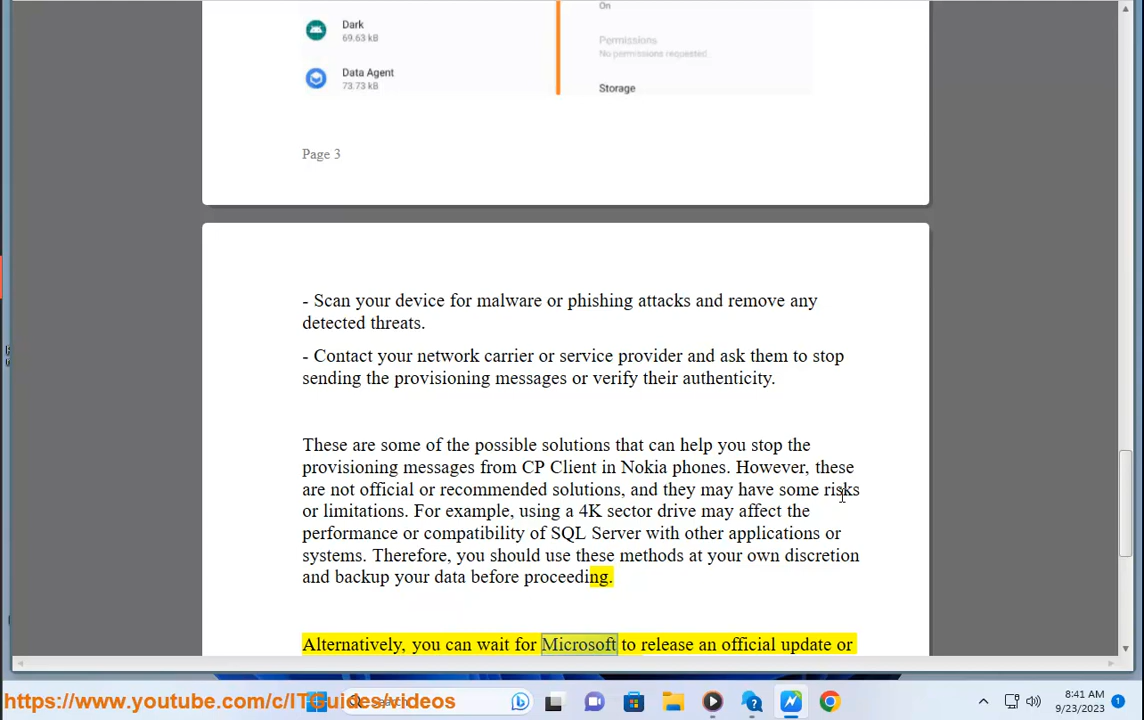 On
Dark
69.63 kB
Permissions
No permissions requested
Data Agent
73.73 kB
Storage
Page 3
- Scan your device for malware or phishing attacks and remove any
detected threats.
- Contact your network carrier or service provider and ask them to stop
sending the provisioning messages or verify their authenticity.
These are some of the possible solutions that can help you stop the
provisioning messages from CP Client in Nokia phones. However, these
are not official or recommended solutions, and they may have some risks
or limitations. For example, using a 4K sector drive may affect the
performance or compatibility of SQL Server with other applications or
systems. Therefore, you should use these methods at your own discretion
and backup your data before proceeding.
Alternatively, you can wait for Microsoft to release an official update or
https://www.youtube.com/c/ITGuides/videos
8:41 AM
9/23/2023
1